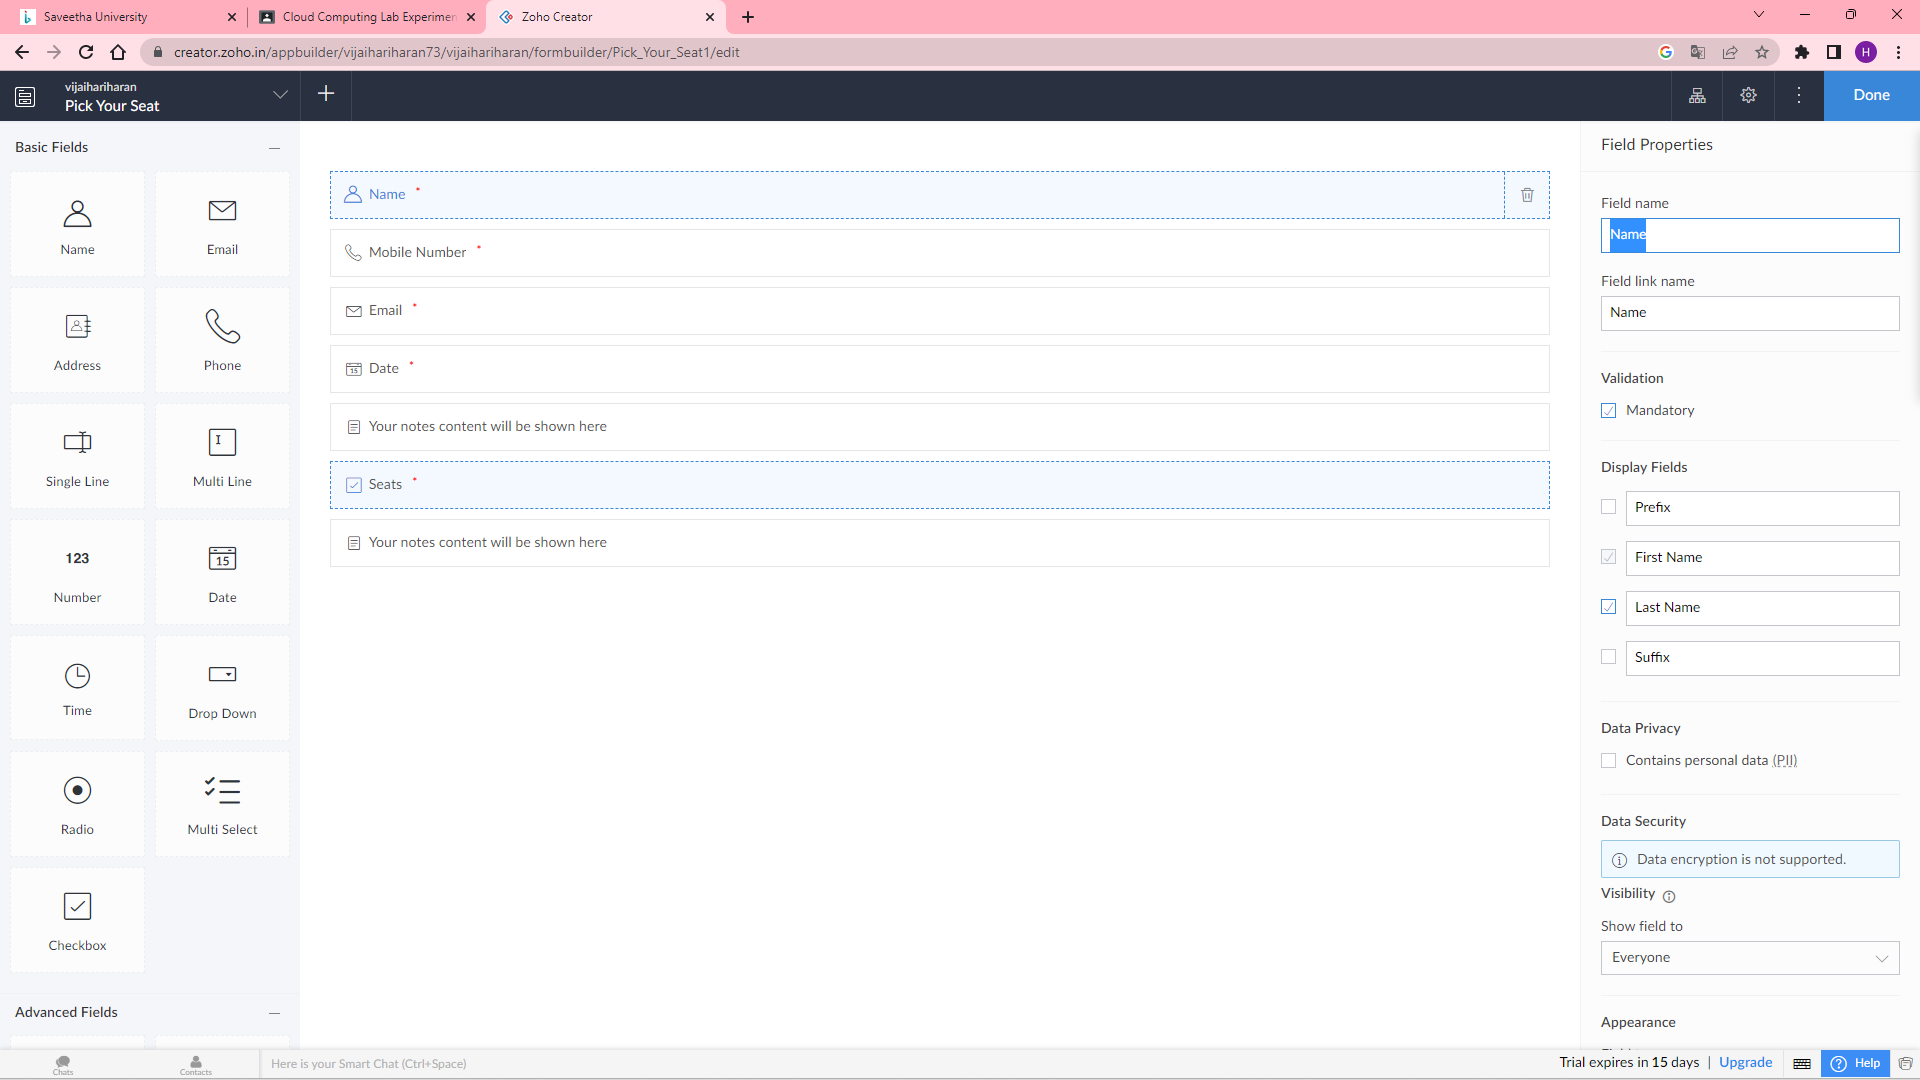 Saveetha University
Cloud Computing Lab Experimen
Zoho Creator
creator.zoho.in/appbuilder/vijaihariharan73/vijaihariharan/formbuilder/Pick_Your_Seat1/edit
H
vijaihariharan
Pick Your Seat
Done
Basic Fields
Name
Email
Address
Phone
Single Line
Multi Line
123
Number
15
Date
Time
Drop Down
Radio
Multi Select
Checkbox
Advanced Fields
Name *
Mobile Number *
Email *
15 Date *
Your notes content will be shown here
Seats *
Your notes content will be shown here
Field Properties
Field name
Name
Field link name
Name
Validation
Mandatory
Display Fields
Prefix
First Name
Last Name
Suffix
Data Privacy
Contains personal data (PII)
Data Security
Data encryption is not supported.
Visibility
Show field to
Everyone
Appearance
Chats
Contacts
Here is your Smart Chat (Ctrl+Space)
Trial expires in 15 days | Upgrade
Help